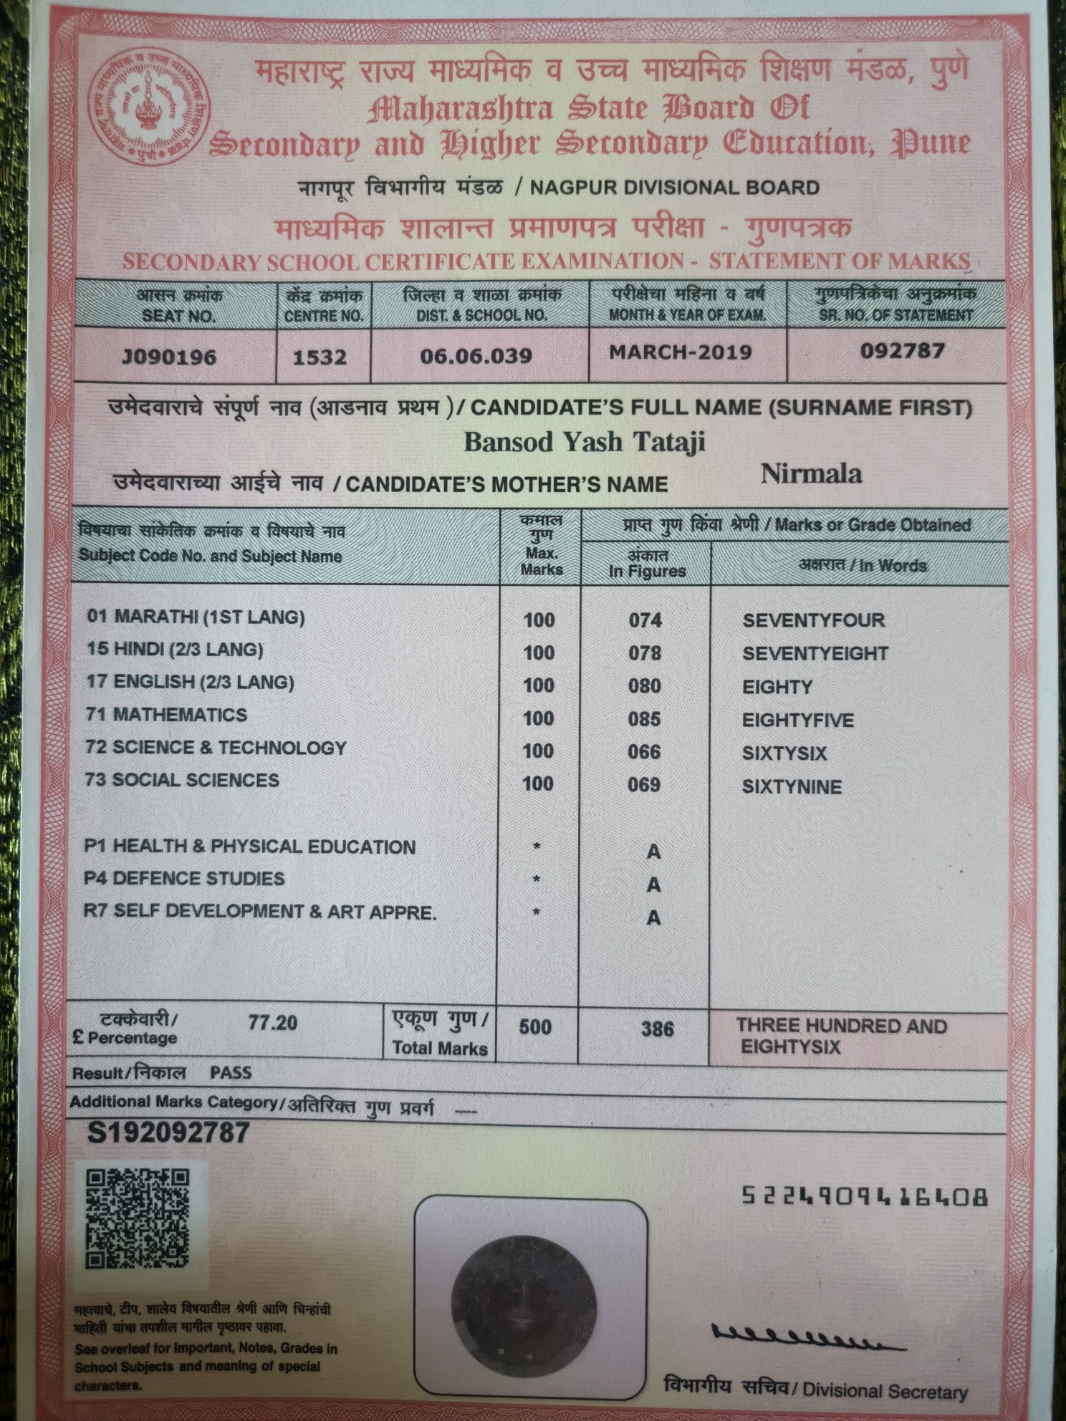 महाराष्ट्र राज्य माध्यमिक व उच्च माध्यमिक शिक्षण मंडळ, पुणे
Maharashtra State Board Of
Secondary and Higher Secondary Education, Pune
नागपूर विभागीय मंडळ / NAGPUR DIVISIONAL BOARD
माध्यमिक शालान्त प्रमाणपत्र परीक्षा - गुणपत्रक
SECONDARY SCHOOL CERTIFICATE EXAMINATION - STATEMENT OF MARKS
आसन क्रमांक केंद्र क्रमांक जिल्हा व शाळा क्रमांक परीक्षेचा महिना व वर्ष गुणपत्रिकेचा अनुक्रमांक
SEAT NO. CENTRE NO. DIST. & SCHOOL NO. MONTH & YEAR OF EXAM. SR. NO. OF STATEMENT
J090196 1532 06.06.039 MARCH-2019 092787
उमेदवाराचे संपूर्ण नाव (आडनाव प्रथम )/ CANDIDATE'S FULL NAME (SURNAME FIRST)
Bansod Yash Tataji
उमेदवाराच्या आईचे नाव / CANDIDATE'S MOTHER'S NAME Nirmala
विषयाचा सांकेतिक क्रमांक व विषयाचे नाव
Subject Code No. and Subject Name
कमाल
गुण
Max.
Marks
प्राप्त गुण किंवा श्रेणी / Marks or Grade Obtained
अंकात
In Figures
अक्षरात / In Words
01 MARATHI (1ST LANG) 100 074 SEVENTYFOUR
15 HINDI (2/3 LANG) 100 078 SEVENTYEIGHT
17 ENGLISH (2/3 LANG) 100 080 EIGHTY
71 MATHEMATICS 100 085 EIGHTYFIVE
72 SCIENCE & TECHNOLOGY 100 066 SIXTYSIX
73 SOCIAL SCIENCES 100 069 SIXTYNINE
P1 HEALTH & PHYSICAL EDUCATION * A
P4 DEFENCE STUDIES * A
R7 SELF DEVELOPMENT & ART APPRE. * A
टक्केवारी/
£ Percentage
77.20
एकूण गुण /
Total Marks
500 386
THREE HUNDRED AND
EIGHTYSIX
Result/निकाल PASS
Additional Marks Category/अतिरिक्त गुण प्रवर्ग ---
S192092787
5224909416408
महत्वाचे, टीप, शालेय विषयातील श्रेणी आणि चिन्हांची
माहिती यांचा तपशील मागील पृष्ठावर पहावा.
See overleaf for Important, Notes, Grades in
School Subjects and meaning of special
characters.
विभागीय सचिव/ Divisional Secretary